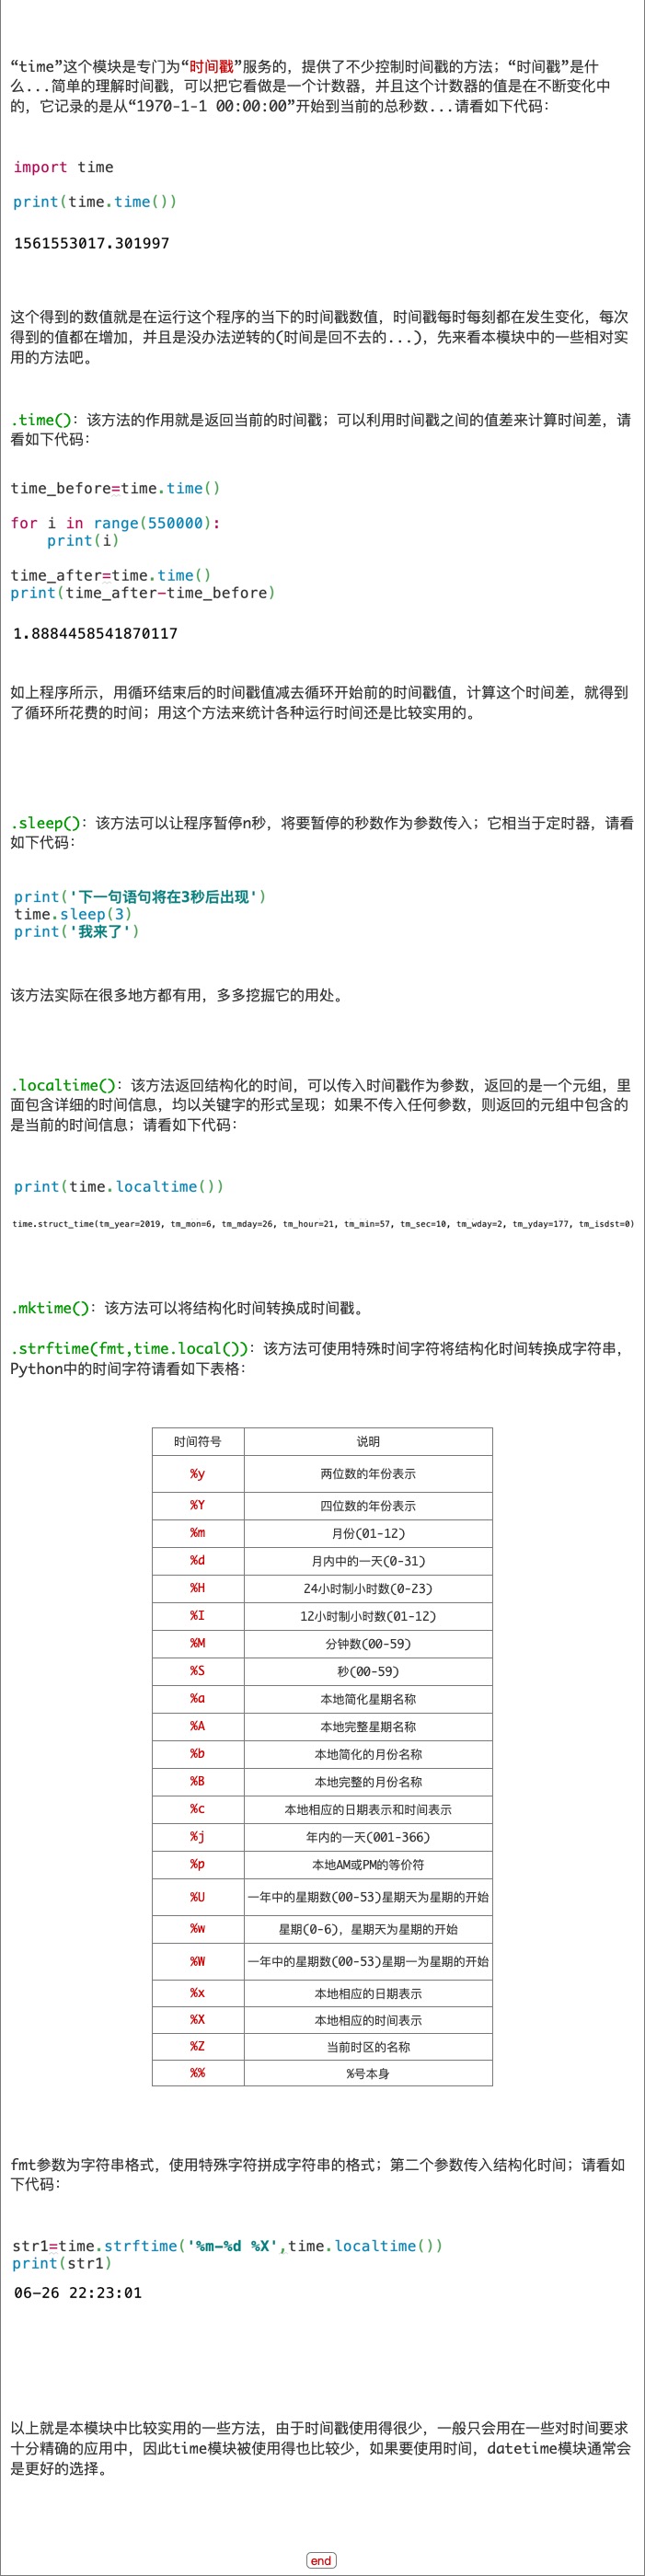 “time”这个模块是专门为“时间戳”服务的，提供了不少控制时间戳的方法；“时间戳”是什
么...简单的理解时间戳，可以把它看做是一个计数器，并且这个计数器的值是在不断变化中
的，它记录的是从“1970-1-1 00:00:00”开始到当前的总秒数...请看如下代码：
import time
print(time.time())
1561553017.301997
这个得到的数值就是在运行这个程序的当下的时间戳数值，时间戳每时每刻都在发生变化，每次
得到的值都在增加，并且是没办法逆转的(时间是回不去的...)，先来看本模块中的一些相对实
用的方法吧。
.time()：该方法的作用就是返回当前的时间戳；可以利用时间戳之间的值差来计算时间差，请
看如下代码：
time_before=time.time()
for i in range(550000):
    print(i)
time_after=time.time()
print(time_after-time_before)
1.8884458541870117
如上程序所示，用循环结束后的时间戳值减去循环开始前的时间戳值，计算这个时间差，就得到
了循环所花费的时间；用这个方法来统计各种运行时间还是比较实用的。
.sleep()：该方法可以让程序暂停n秒，将要暂停的秒数作为参数传入；它相当于定时器，请看
如下代码：
print('下一句语句将在3秒后出现')
time.sleep(3)
print('我来了')
该方法实际在很多地方都有用，多多挖掘它的用处。
.localtime()：该方法返回结构化的时间，可以传入时间戳作为参数，返回的是一个元组，里
面包含详细的时间信息，均以关键字的形式呈现；如果不传入任何参数，则返回的元组中包含的
是当前的时间信息；请看如下代码：
print(time.localtime())
time.struct_time(tm_year=2019, tm_mon=6, tm_mday=26, tm_hour=21, tm_min=57, tm_sec=10, tm_wday=2, tm_yday=177, tm_isdst=0)
.mktime()：该方法可以将结构化时间转换成时间戳。
.strftime(fmt,time.local())：该方法可使用特殊时间字符将结构化时间转换成字符串，
Python中的时间字符请看如下表格：
时间符号 说明
%y 两位数的年份表示
%Y 四位数的年份表示
%m 月份(01-12)
%d 月内中的一天(0-31)
%H 24小时制小时数(0-23)
%I 12小时制小时数(01-12)
%M 分钟数(00-59)
%S 秒(00-59)
%a 本地简化星期名称
%A 本地完整星期名称
%b 本地简化的月份名称
%B 本地完整的月份名称
%c 本地相应的日期表示和时间表示
%j 年内的一天(001-366)
%p 本地AM或PM的等价符
%U 一年中的星期数(00-53)星期天为星期的开始
%w 星期(0-6)，星期天为星期的开始
%W 一年中的星期数(00-53)星期一为星期的开始
%x 本地相应的日期表示
%X 本地相应的时间表示
%Z 当前时区的名称
%% %号本身
fmt参数为字符串格式，使用特殊字符拼成字符串的格式；第二个参数传入结构化时间；请看如
下代码：
str1=time.strftime('%m-%d %X',time.localtime())
print(str1)
06-26 22:23:01
以上就是本模块中比较实用的一些方法，由于时间戳使用得很少，一般只会用在一些对时间要求
十分精确的应用中，因此time模块被使用得也比较少，如果要使用时间，datetime模块通常会
是更好的选择。
end